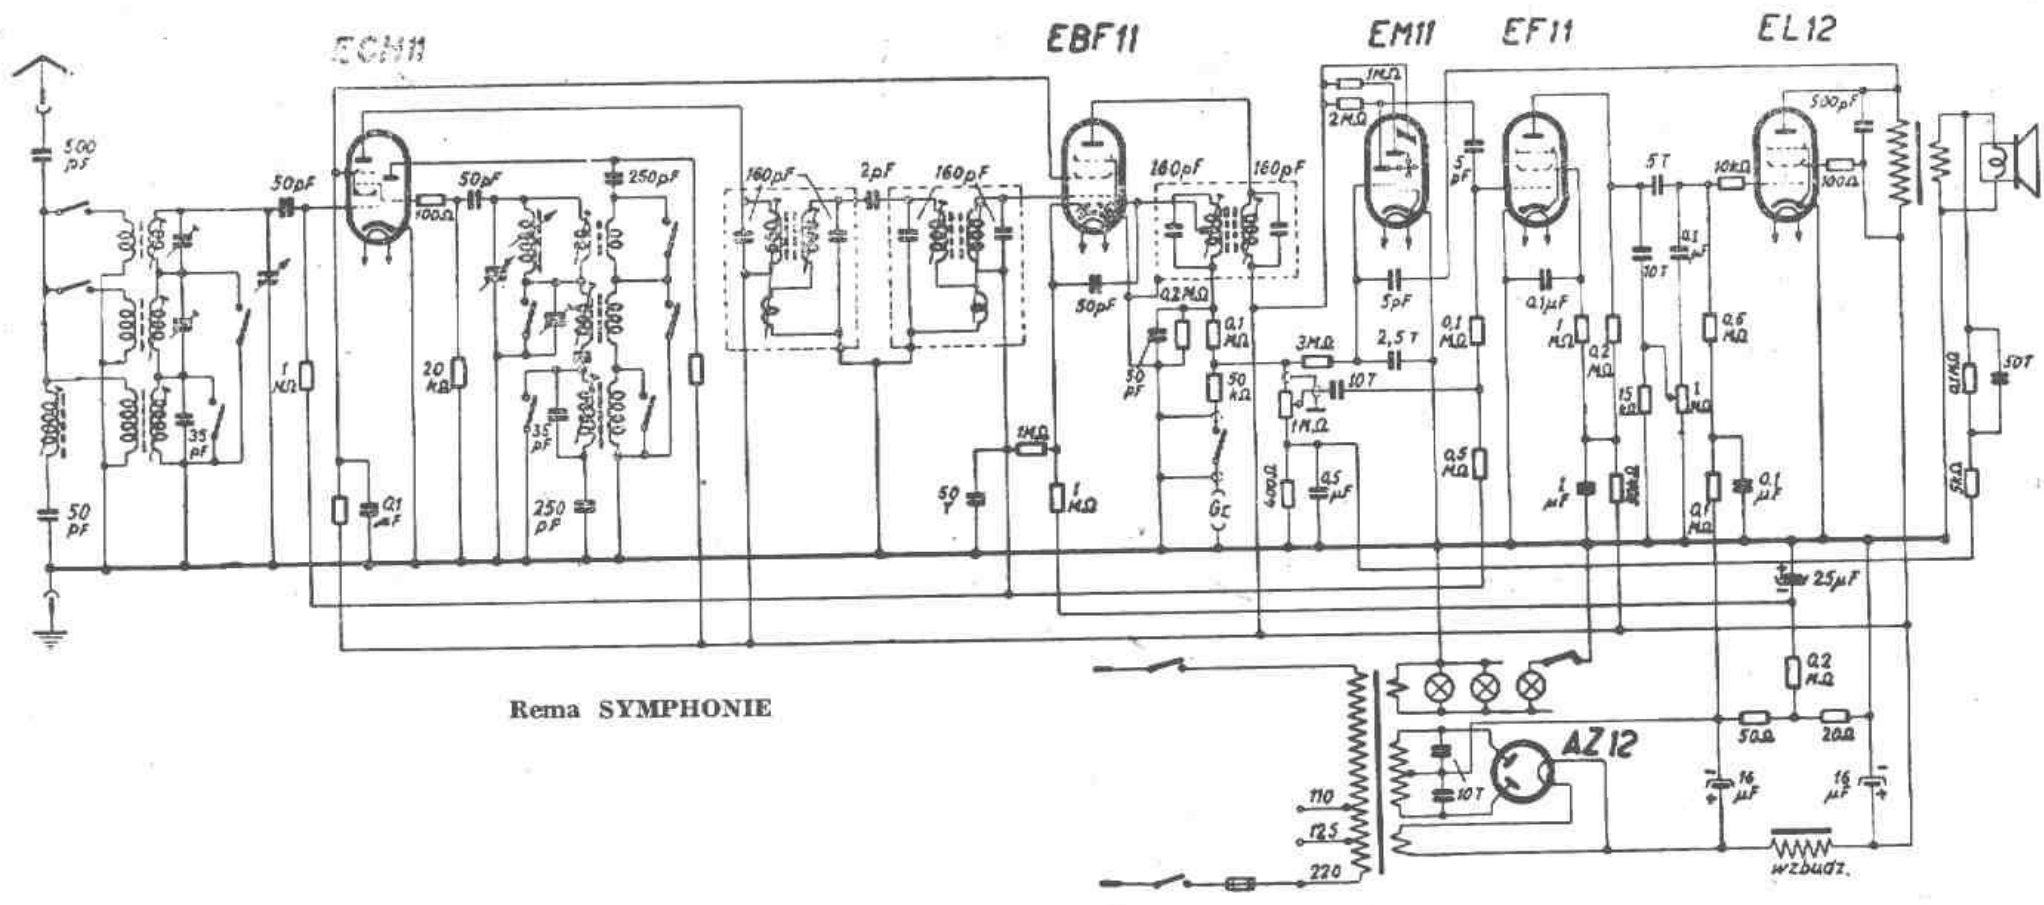 ECH11
EBF11
EM11
EF11
EL12
500 pF
50 pF
50pF
1 MΩ
35 pF
0,1 µF
100Ω
50pF
20 kΩ
250pF
35 pF
250 pF
160pF
2pF
160pF
50 T
1MΩ
1 MΩ
50pF
160pF
160pF
50 pF
0.2 MΩ
0,1 MΩ
50 kΩ
Gr.
1MΩ
2MΩ
5pF
3MΩ
2,5 T
10T
1MΩ
600Ω
0,5 µF
5 pF
0,1 MΩ
0,5 MΩ
0.1µF
1 MΩ
0.2 MΩ
1 µF
5 T
10T
0.1 µF
15 kΩ
1 MΩ
10kΩ
0,6 MΩ
0,1 MΩ
0.1 µF
500pF
100Ω
0,1MΩ
50T
5kΩ
+
-
25µF
0,2 MΩ
50Ω
20Ω
Rema SYMPHONIE
AZ12
10T
110
125
220
-
+
16 µF
16 µF
-
+
wzbudz.